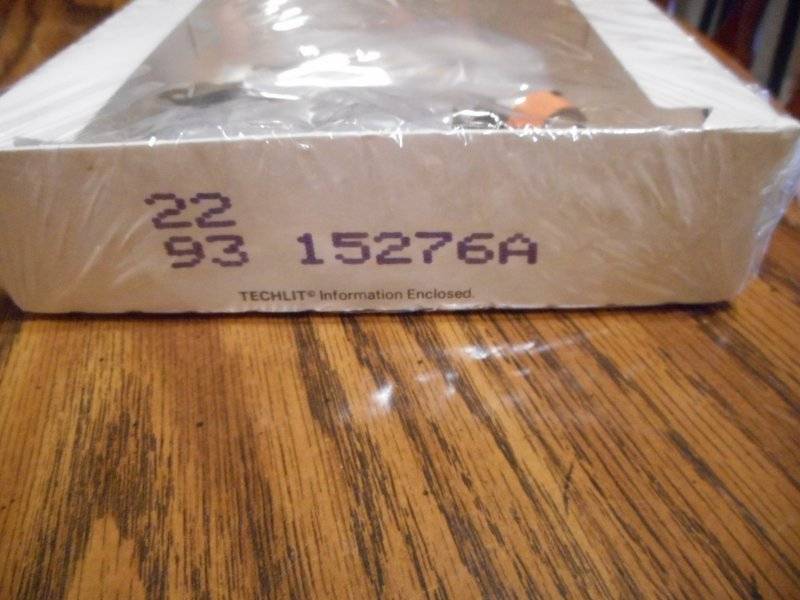 22
93 15276A
TECHLIT® Information Enclosed.